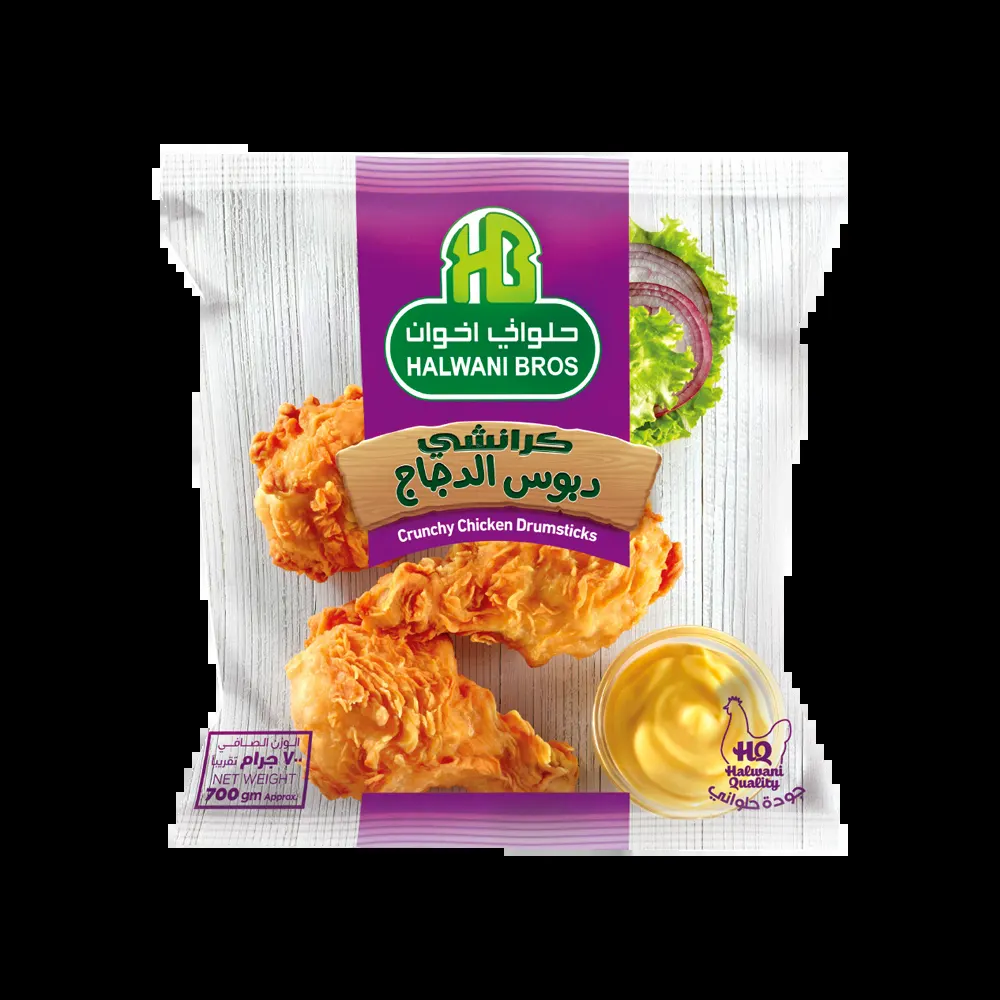 HB
حلواني اخوان
HALWANI BROS
كرانشي
دبوس الدجاج
Crunchy Chicken Drumsticks
الوزن الصافي
٧٠٠ جرام تقريبا
NET WEIGHT
700 gm Approx.
HQ
Halwani
Quality
جودة حلواني